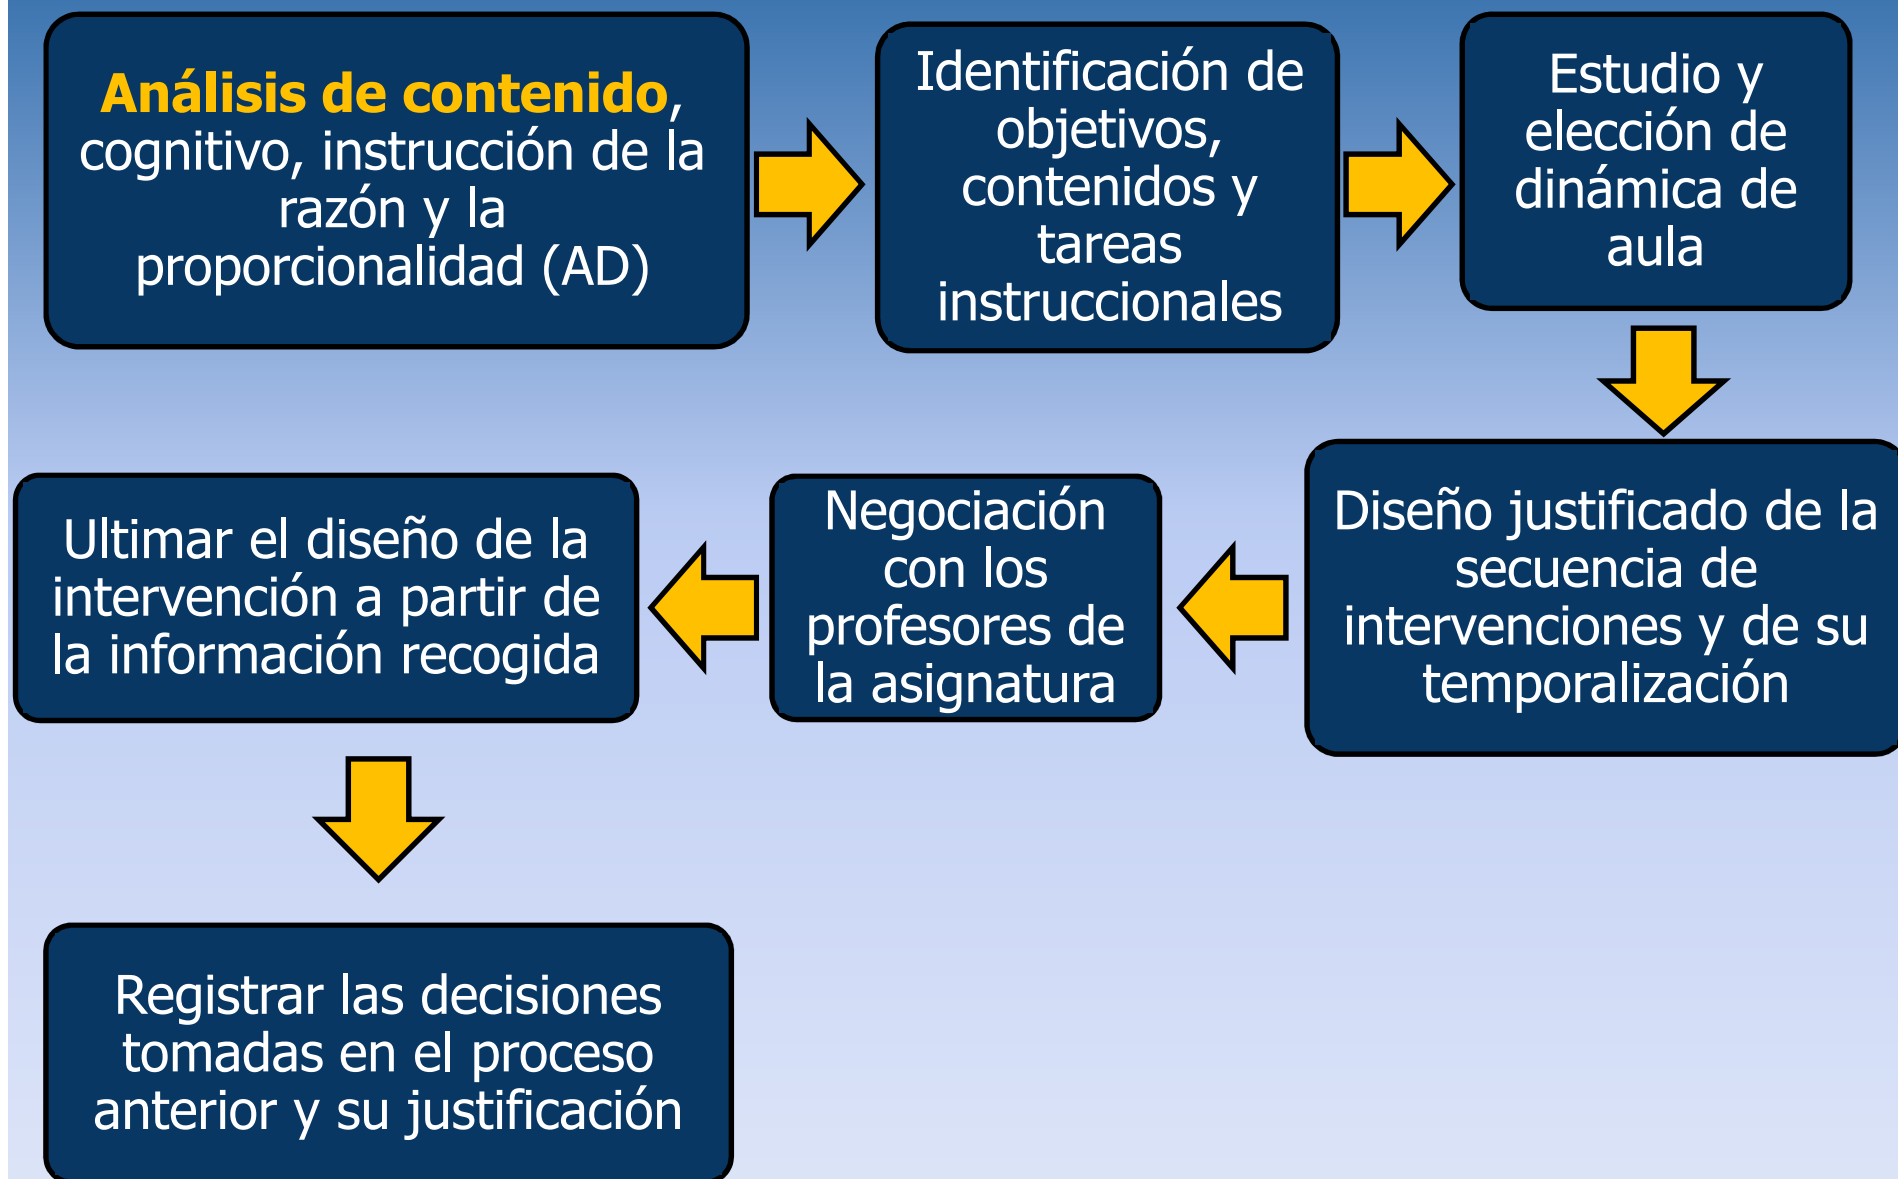 Análisis de contenido,
cognitivo, instrucción de la
razón y la
proporcionalidad (AD)
Identificación de
objetivos,
contenidos y
tareas
instruccionales
Estudio y
elección de
dinámica de
aula
Diseño justificado de la
secuencia de
intervenciones y de su
temporalización
Negociación
con los
profesores de
la asignatura
Ultimar el diseño de la
intervención a partir de
la información recogida
Registrar las decisiones
tomadas en el proceso
anterior y su justificación